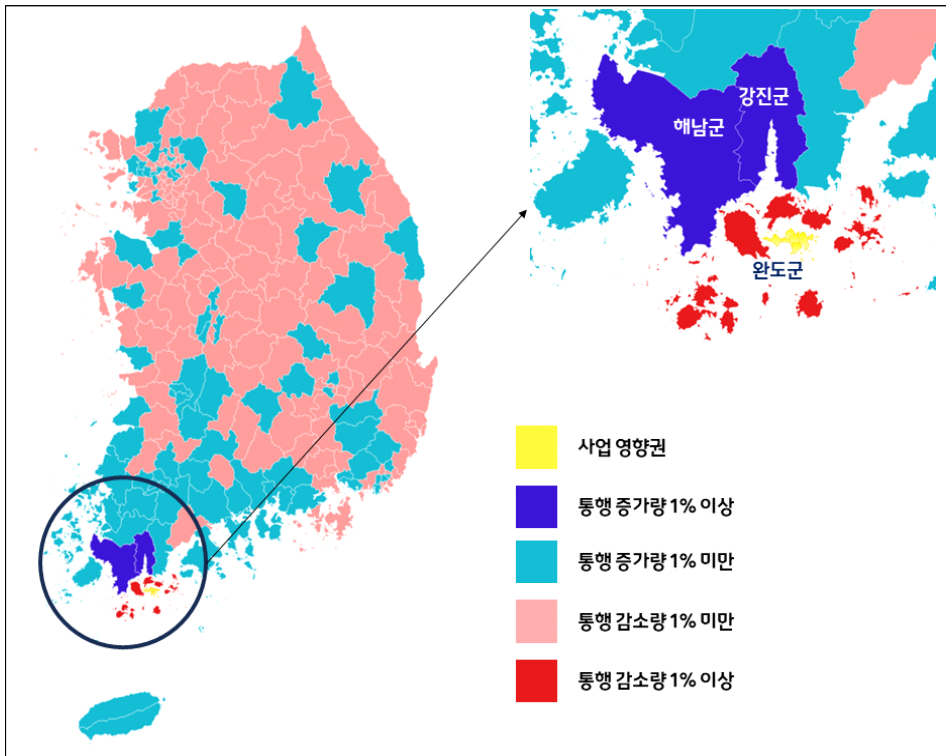 강진군
해남군
완도군
사업 영향권
통행 증가량 1% 이상
통행 증가량 1% 미만
통행 감소량 1% 미만
통행 감소량 1% 이상